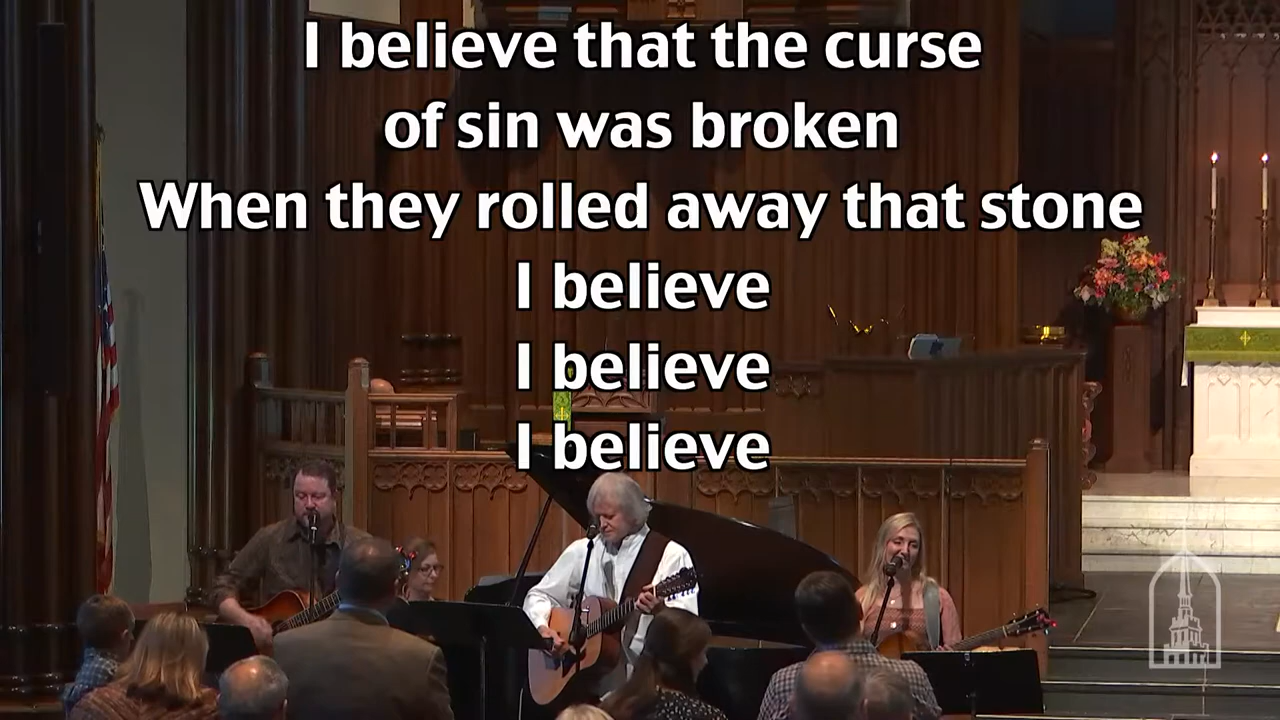 I believe that the curse
of sin was broken
When they rolled away that stone
I believe
I believe
I believe